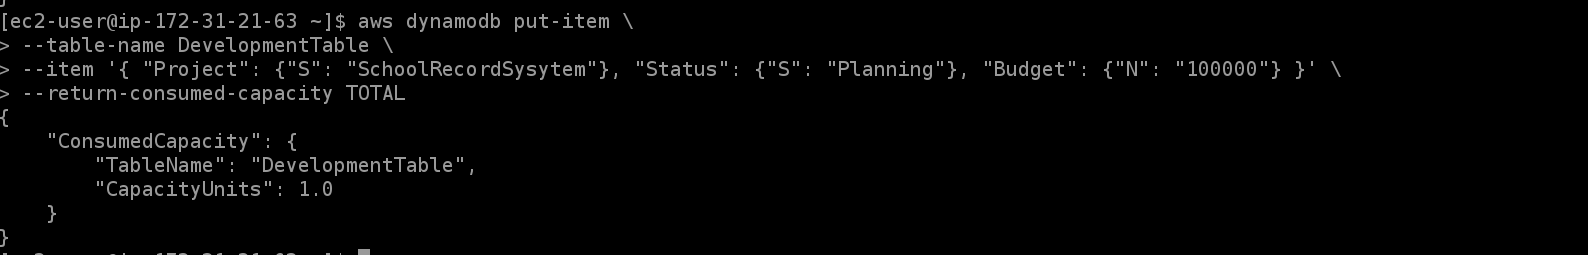 }
[ec2-user@ip-172-31-21-63 ~]$ aws dynamodb put-item \
> --table-name DevelopmentTable \
> --item '{ "Project": {"S": "SchoolRecordSysytem"}, "Status": {"S": "Planning"}, "Budget": {"N": "100000"} }' \
> --return-consumed-capacity TOTAL
{
    "ConsumedCapacity": {
        "TableName": "DevelopmentTable",
        "CapacityUnits": 1.0
    }
}